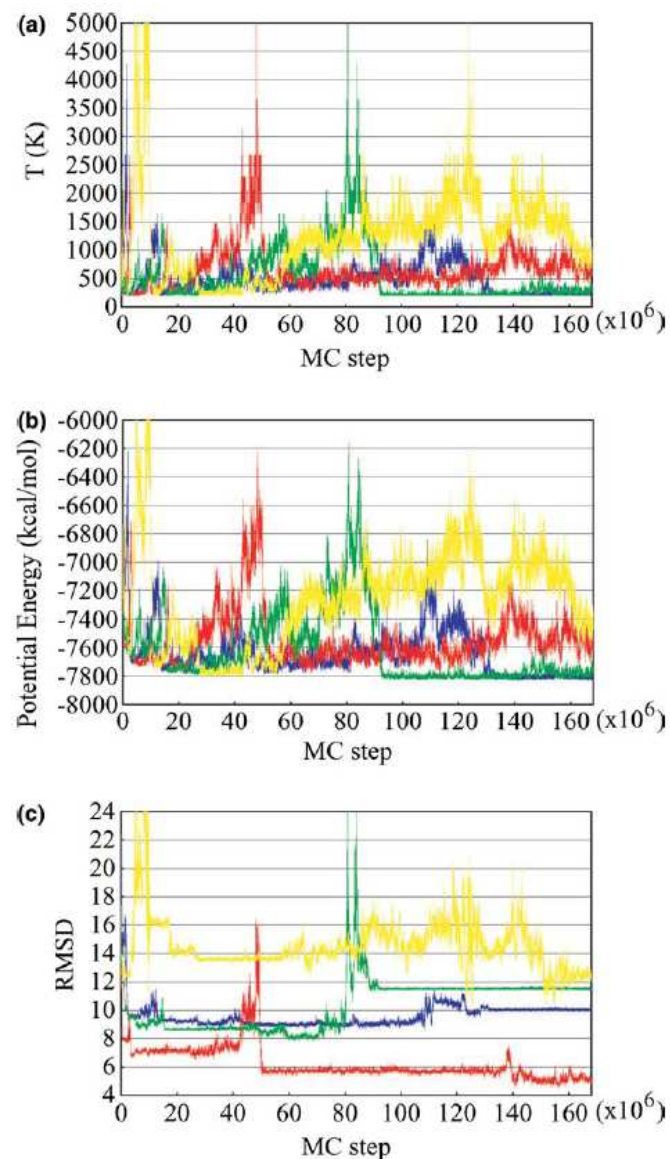 (a)
5000
4500
4000
3500
3000
2500
2000
1500
1000
500
0
T (K)
0 20 40 60 80 100 120 140 160 (x10⁶)
MC step
(b)
-6000
-6200
-6400
-6600
-6800
-7000
-7200
-7400
-7600
-7800
-8000
Potential Energy (kcal/mol)
0 20 40 60 80 100 120 140 160 (x10⁶)
MC step
(c)
24
22
20
18
16
14
12
10
8
6
4
RMSD
0 20 40 60 80 100 120 140 160 (x10⁶)
MC step